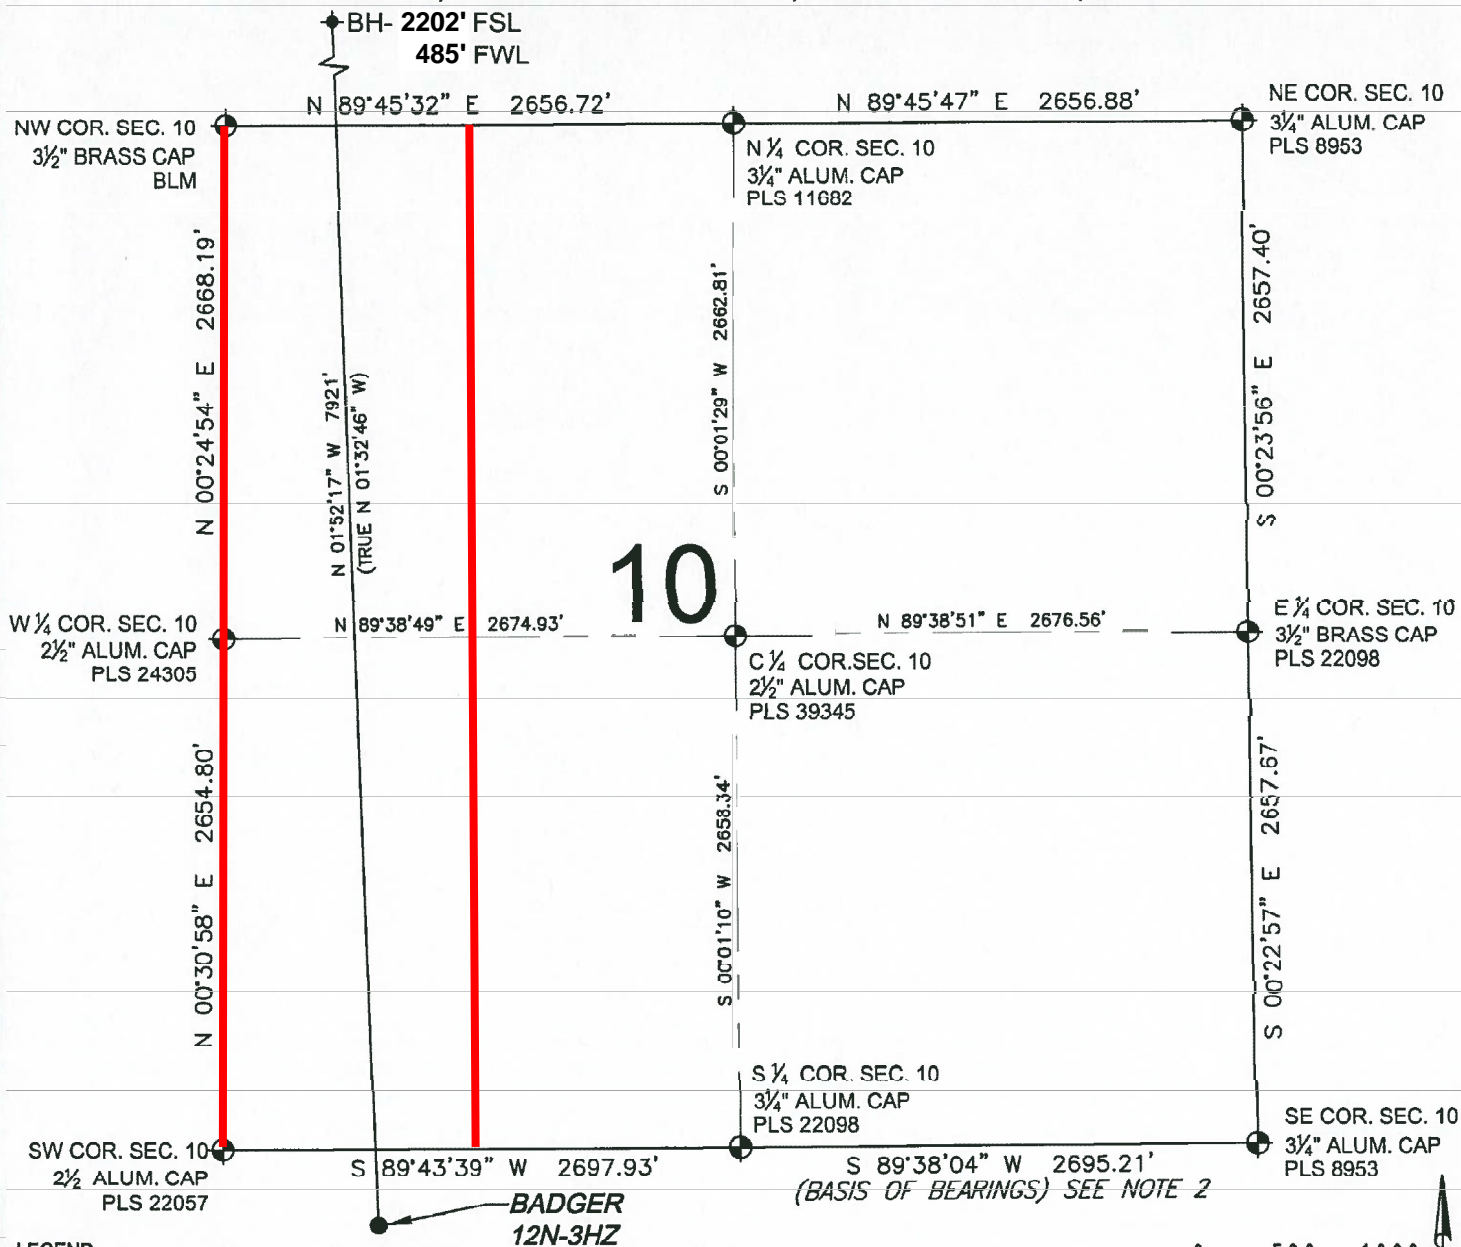 BH- 2202' FSL
485' FWL
N 89°45'32" E 2656.72'
N 89°45'47" E 2656.88'
NW COR. SEC. 10
3½" BRASS CAP
BLM
N ¼ COR. SEC. 10
3¼" ALUM. CAP
PLS 11682
NE COR. SEC. 10
3¼" ALUM. CAP
PLS 8953
N 00°24'54" E 2668.19'
N 01°52'17" W 7921'
(TRUE N 01°32'46" W)
S 00°01'29" W 2662.81'
S 00°23'56" E 2657.40'
10
W ¼ COR. SEC. 10
2½" ALUM. CAP
PLS 24305
N 89°38'49" E 2674.93'
N 89°38'51" E 2676.56'
C ¼ COR.SEC. 10
2½" ALUM. CAP
PLS 39345
E ¼ COR. SEC. 10
3½" BRASS CAP
PLS 22098
N 00°30'58" E 2654.80'
S 00°01'10" W 2658.34'
S 00°22'57" E 2657.67'
S ¼ COR. SEC. 10
3¼" ALUM. CAP
PLS 22098
SW COR. SEC. 10
2½ ALUM. CAP
PLS 22057
S 89°43'39" W 2697.93'
S 89°38'04" W 2695.21'
(BASIS OF BEARINGS) SEE NOTE 2
SE COR. SEC. 10
3¼" ALUM. CAP
PLS 8953
BADGER
12N-3HZ